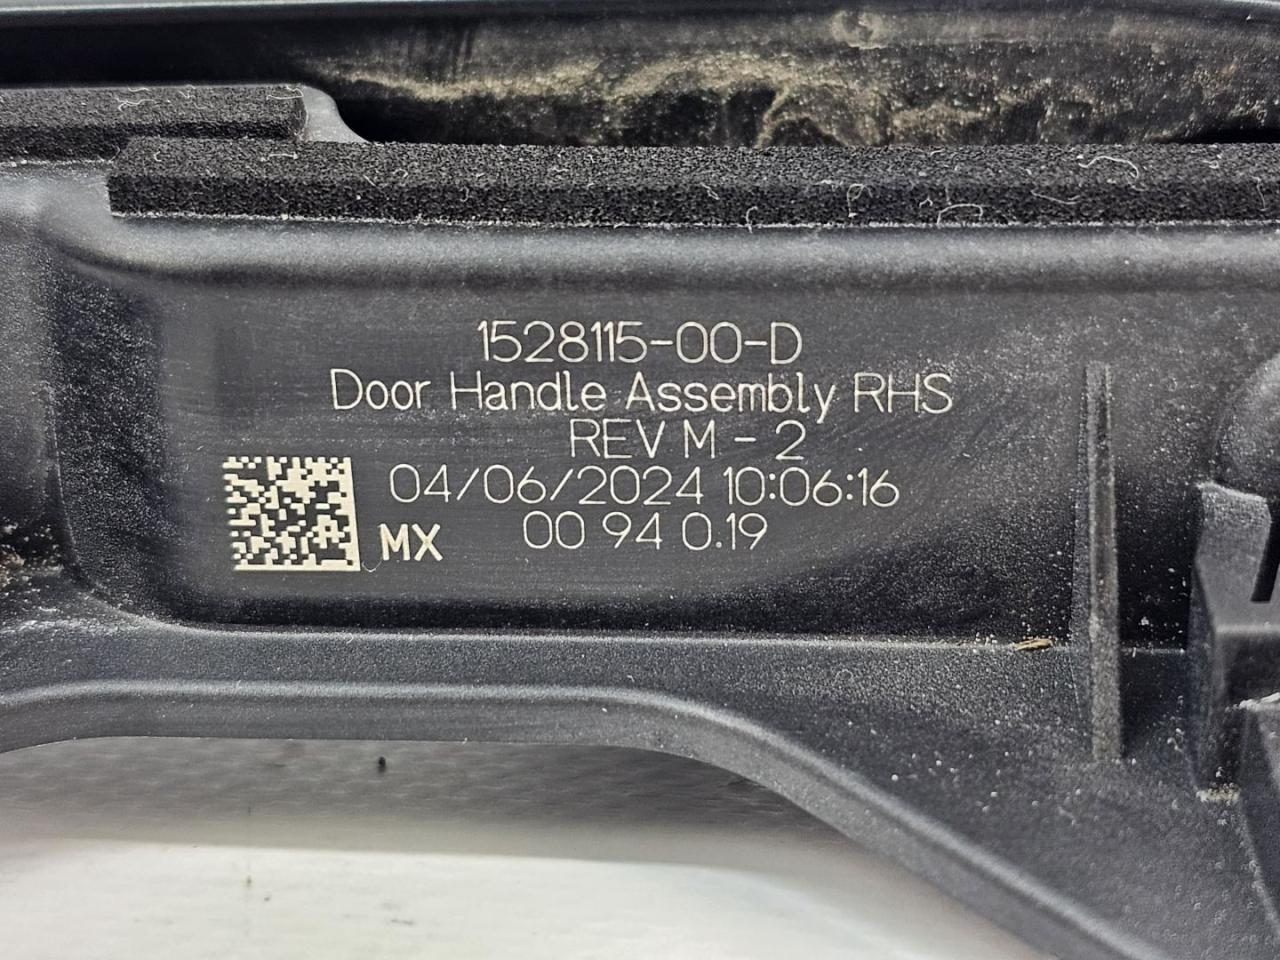 1528115-00-D
Door Handle Assembly RHS
REV M - 2
04/06/2024 10:06:16
MX 00 94 0.19